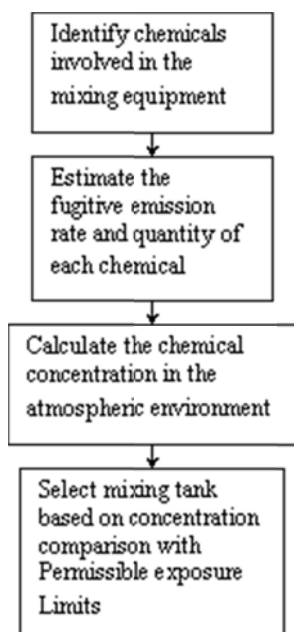 Identify chemicals
involved in the
mixing equipment
Estimate the
fugitive emission
rate and quantity of
each chemical
Calculate the chemical
concentration in the
atmospheric environment
Select mixing tank
based on concentration
comparison with
Permissible exposure
Limits